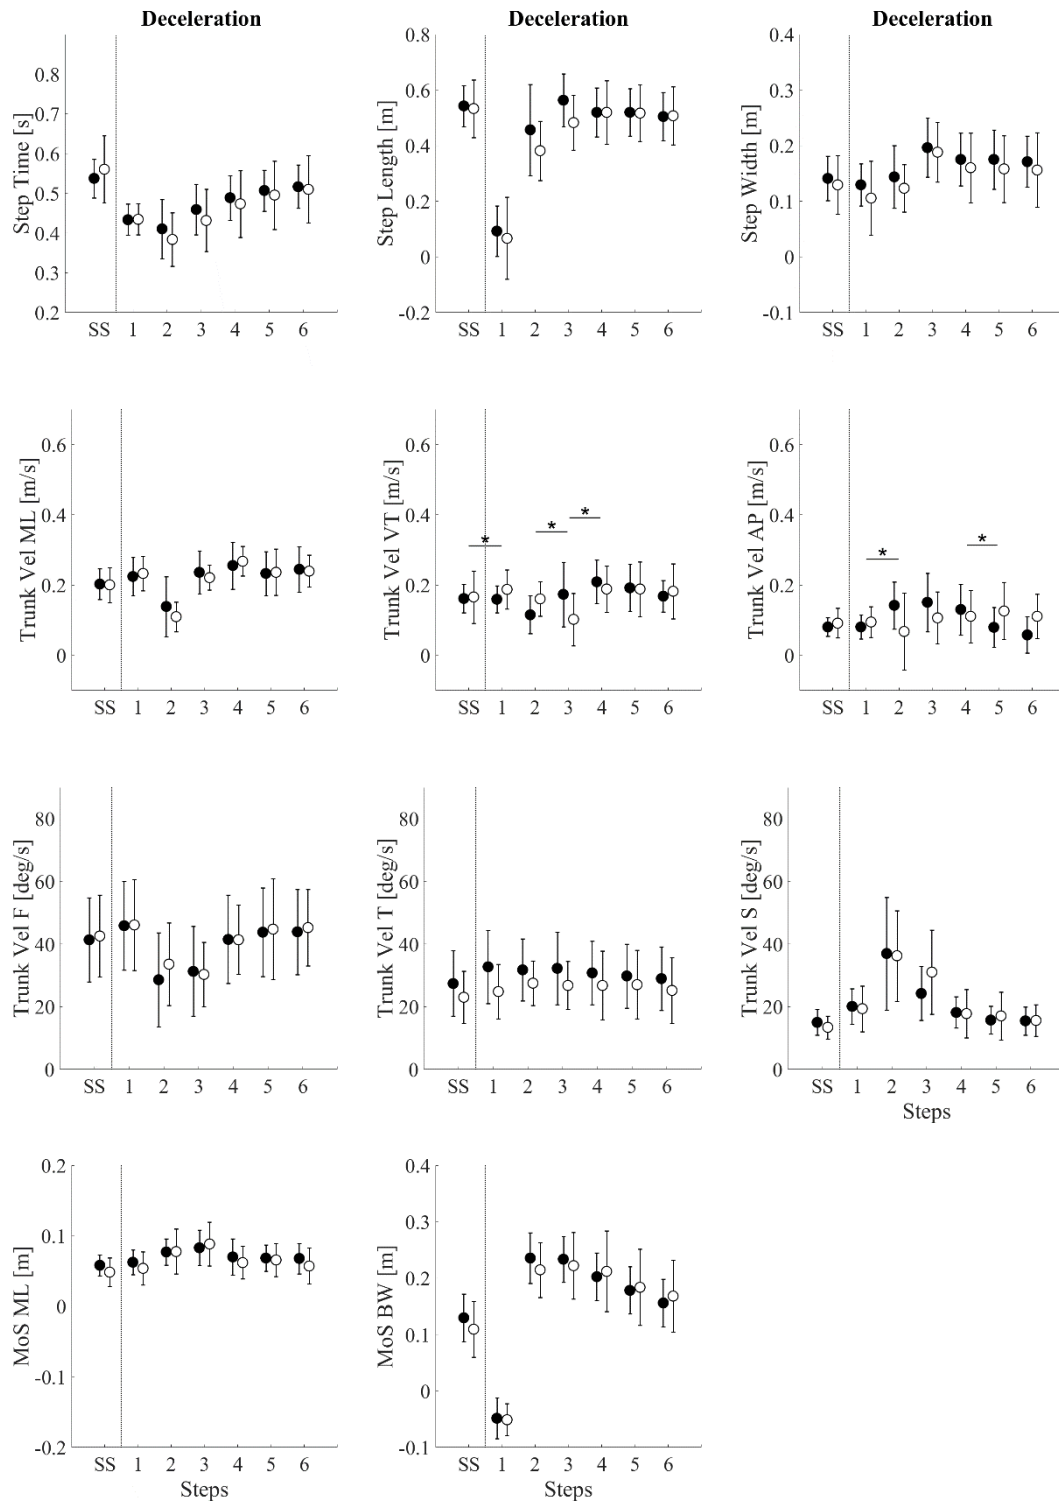 Deceleration Deceleration Deceleration
Step Time [s]
0.8
0.7
0.6
0.5
0.4
0.3
0.2
SS 1 2 3 4 5 6
Step Length [m]
0.8
0.6
0.4
0.2
0
-0.2
SS 1 2 3 4 5 6
Step Width [m]
0.4
0.3
0.2
0.1
0
-0.1
SS 1 2 3 4 5 6
Trunk Vel ML [m/s]
0.6
0.4
0.2
0
SS 1 2 3 4 5 6
Trunk Vel VT [m/s]
0.6
0.4
0.2
0
* * *
SS 1 2 3 4 5 6
Trunk Vel AP [m/s]
0.6
0.4
0.2
0
* *
SS 1 2 3 4 5 6
Trunk Vel F [deg/s]
80
60
40
20
0
SS 1 2 3 4 5 6
Trunk Vel T [deg/s]
80
60
40
20
0
SS 1 2 3 4 5 6
Trunk Vel S [deg/s]
80
60
40
20
0
SS 1 2 3 4 5 6
Steps
MoS ML [m]
0.2
0.1
0
-0.1
-0.2
SS 1 2 3 4 5 6
Steps
MoS BW [m]
0.4
0.3
0.2
0.1
0
-0.1
SS 1 2 3 4 5 6
Steps